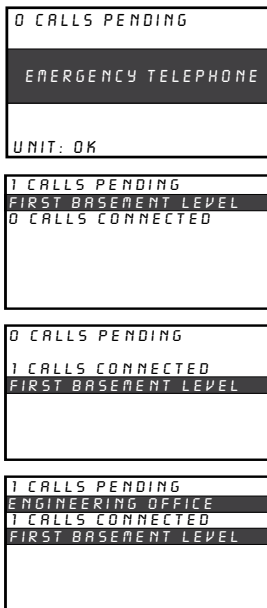 0 CALLS PENDING
EMERGENCY TELEPHONE
UNIT: OK
1 CALLS PENDING
FIRST BASEMENT LEVEL
0 CALLS CONNECTED
0 CALLS PENDING
1 CALLS CONNECTED
FIRST BASEMENT LEVEL
1 CALLS PENDING
ENGINEERING OFFICE
1 CALLS CONNECTED
FIRST BASEMENT LEVEL